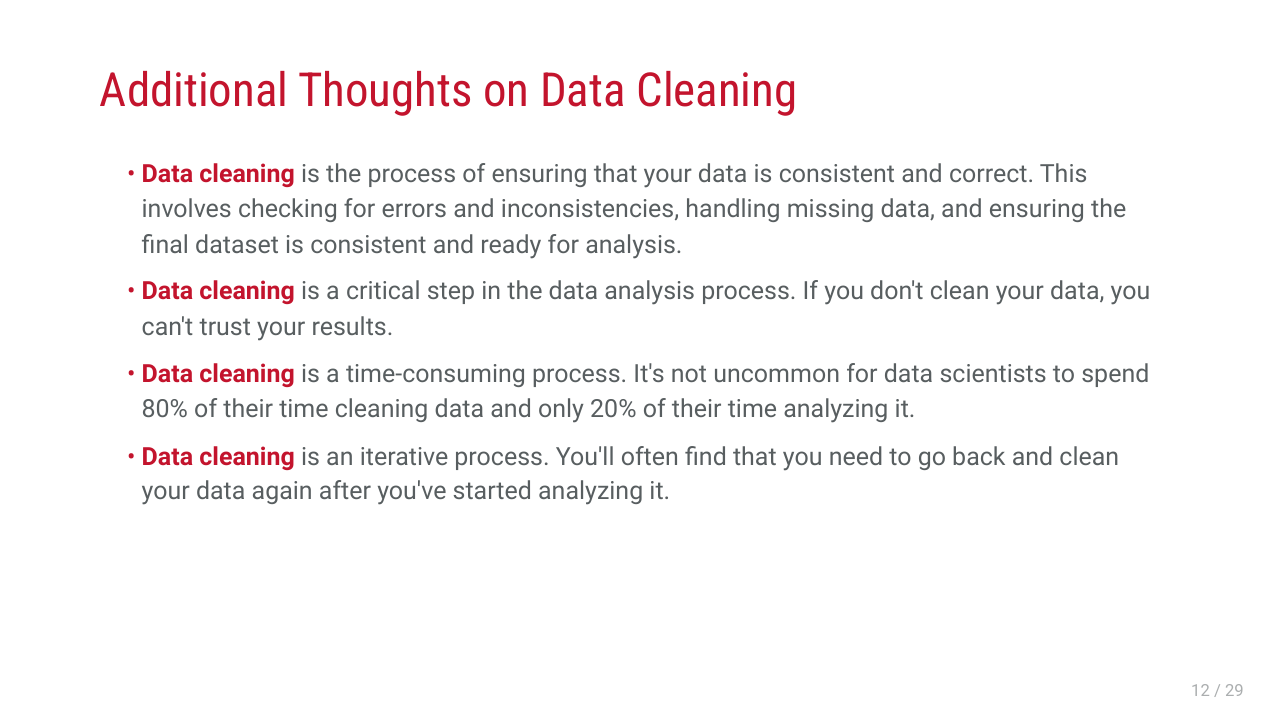 Additional Thoughts on Data Cleaning
• Data cleaning is the process of ensuring that your data is consistent and correct. This
involves checking for errors and inconsistencies, handling missing data, and ensuring the
final dataset is consistent and ready for analysis.
• Data cleaning is a critical step in the data analysis process. If you don't clean your data, you
can't trust your results.
• Data cleaning is a time-consuming process. It's not uncommon for data scientists to spend
80% of their time cleaning data and only 20% of their time analyzing it.
• Data cleaning is an iterative process. You'll often find that you need to go back and clean
your data again after you've started analyzing it.
12 / 29